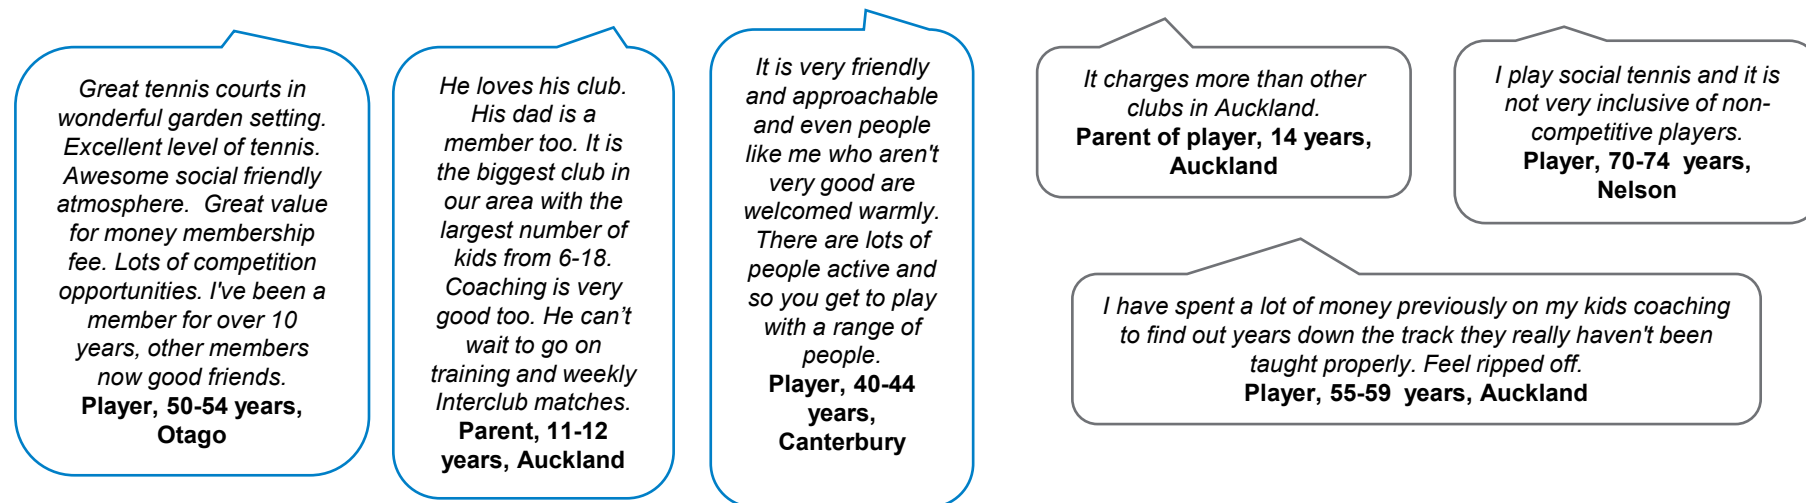 Great tennis courts in
wonderful garden setting.
Excellent level of tennis.
Awesome social friendly
atmosphere.  Great value
for money membership
fee. Lots of competition
opportunities. I've been a
member for over 10
years, other members
now good friends.
Player, 50-54 years,
Otago
He loves his club.
His dad is a
member too. It is
the biggest club in
our area with the
largest number of
kids from 6-18.
Coaching is very
good too. He can’t
wait to go on
training and weekly
Interclub matches.
Parent, 11-12
years, Auckland
It is very friendly
and approachable
and even people
like me who aren't
very good are
welcomed warmly.
There are lots of
people active and
so you get to play
with a range of
people.
Player, 40-44
years,
Canterbury
It charges more than other
clubs in Auckland.
Parent of player, 14 years,
Auckland
I play social tennis and it is
not very inclusive of non-
competitive players.
Player, 70-74  years,
Nelson
I have spent a lot of money previously on my kids coaching
to find out years down the track they really haven't been
taught properly. Feel ripped off.
Player, 55-59  years, Auckland